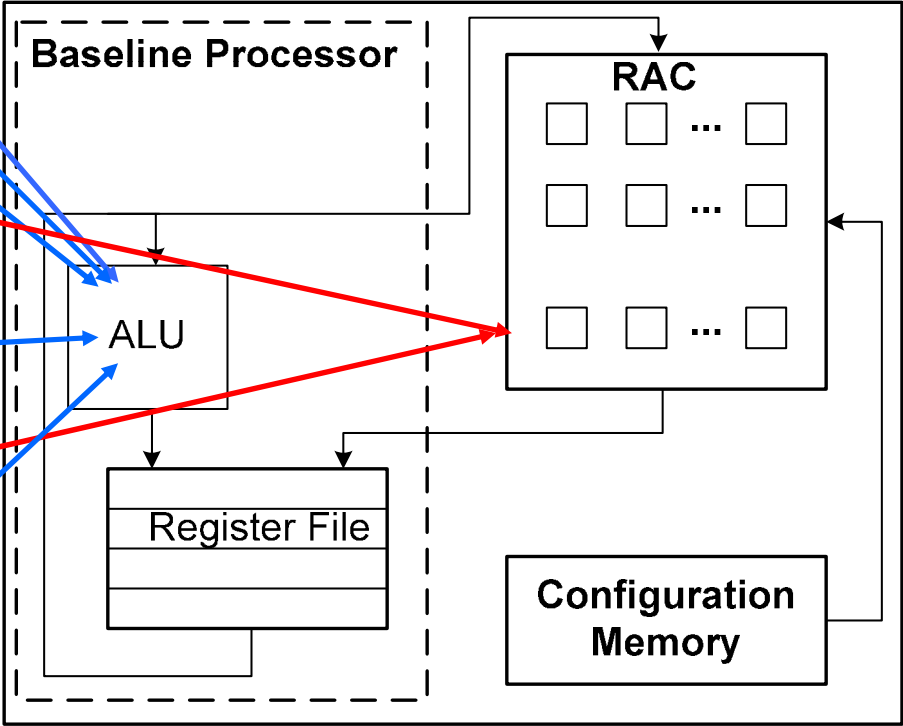 Baseline Processor
RAC
...
...
...
ALU
Register File
Configuration
Memory